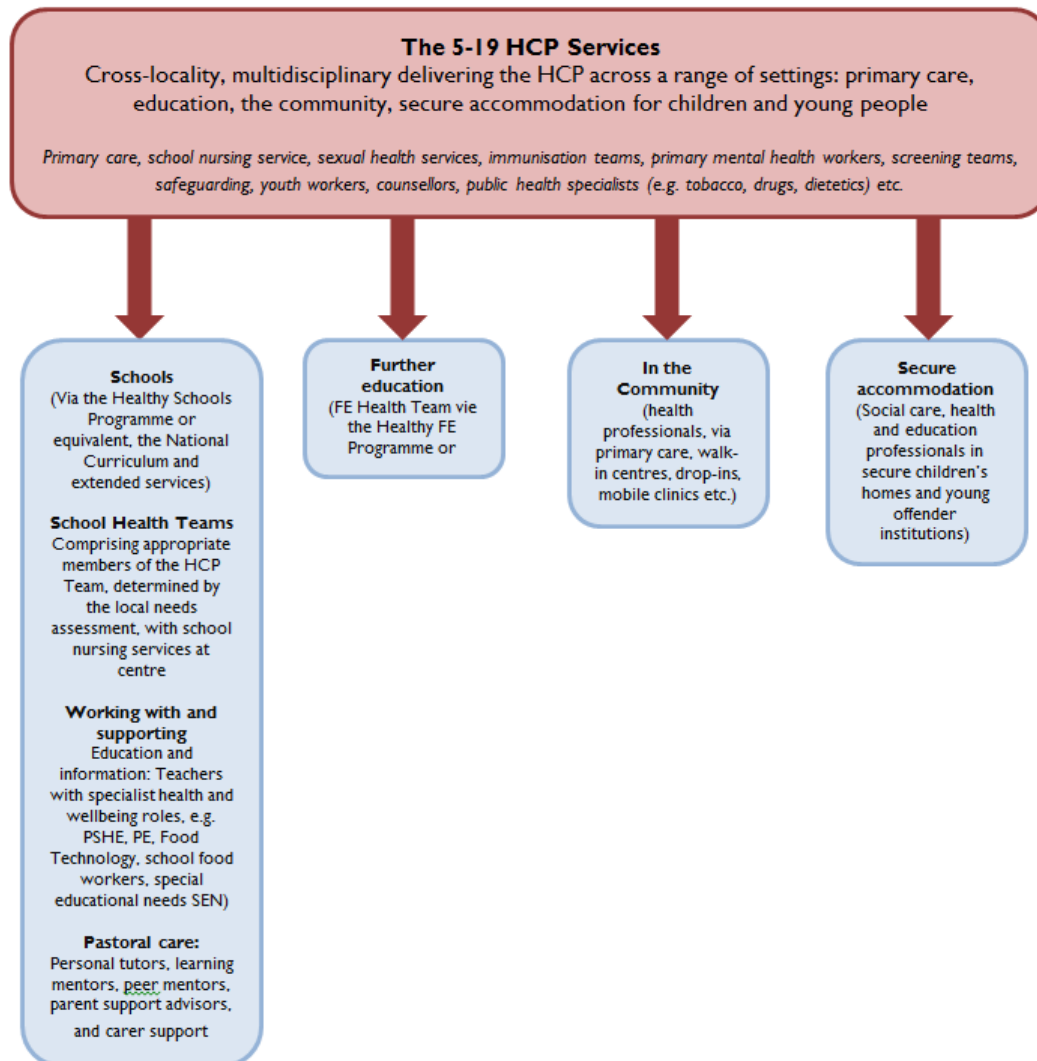 The 5-19 HCP Services
Cross-locality, multidisciplinary delivering the HCP across a range of settings: primary care,
education, the community, secure accommodation for children and young people
Primary care, school nursing service, sexual health services, immunisation teams, primary mental health workers, screening teams,
safeguarding, youth workers, counsellors, public health specialists (e.g. tobacco, drugs, dietetics) etc.
Schools
(Via the Healthy Schools
Programme or
equivalent, the National
Curriculum and
extended services)
School Health Teams
Comprising appropriate
members of the HCP
Team, determined by
the local needs
assessment, with school
nursing services at
centre
Working with and
supporting
Education and
information: Teachers
with specialist health and
wellbeing roles, e.g.
PSHE, PE, Food
Technology, school food
workers, special
educational needs SEN)
Pastoral care:
Personal tutors, learning
mentors, peer mentors,
parent support advisors,
and carer support
Further
education
(FE Health Team vie
the Healthy FE
Programme or
In the
Community
(health
professionals, via
primary care, walk-
in centres, drop-ins,
mobile clinics etc.)
Secure
accommodation
(Social care, health
and education
professionals in
secure children's
homes and young
offender
institutions)